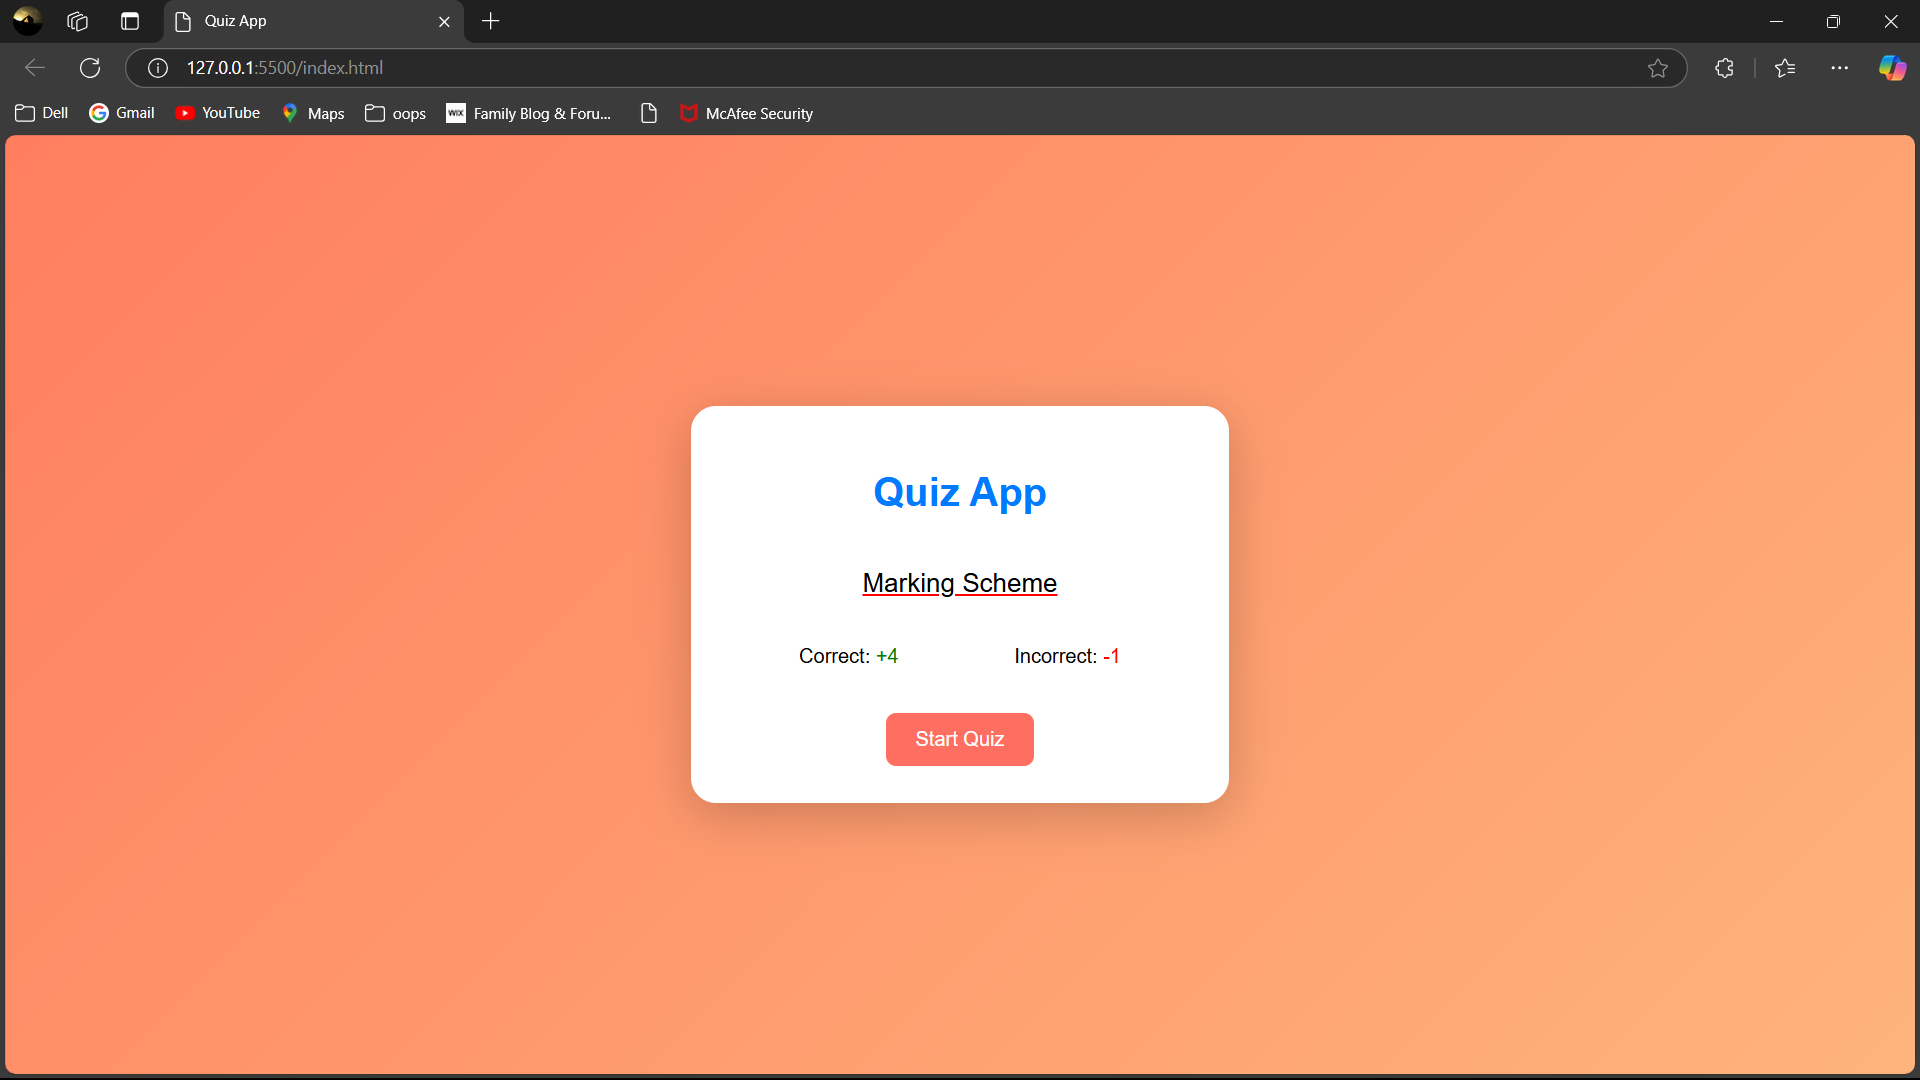 Quiz App
127.0.0.1:5500/index.html
Dell Gmail YouTube Maps oops WIX Family Blog & Foru... McAfee Security
Quiz App
Marking Scheme
Correct: +4 Incorrect: -1
Start Quiz